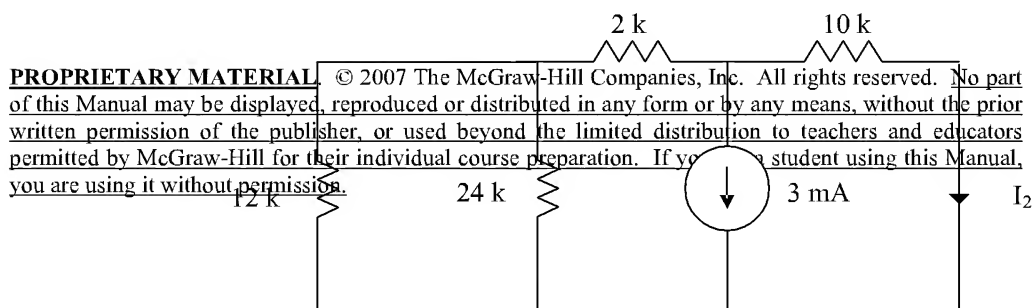 2 k 10 k
PROPRIETARY MATERIAL. © 2007 The McGraw-Hill Companies, Inc. All rights reserved. No part
of this Manual may be displayed, reproduced or distributed in any form or by any means, without the prior
written permission of the publisher, or used beyond the limited distribution to teachers and educators
permitted by McGraw-Hill for their individual course preparation. If a student using this Manual,
you are using it without permission.
12 k 24 k 3 mA I₂